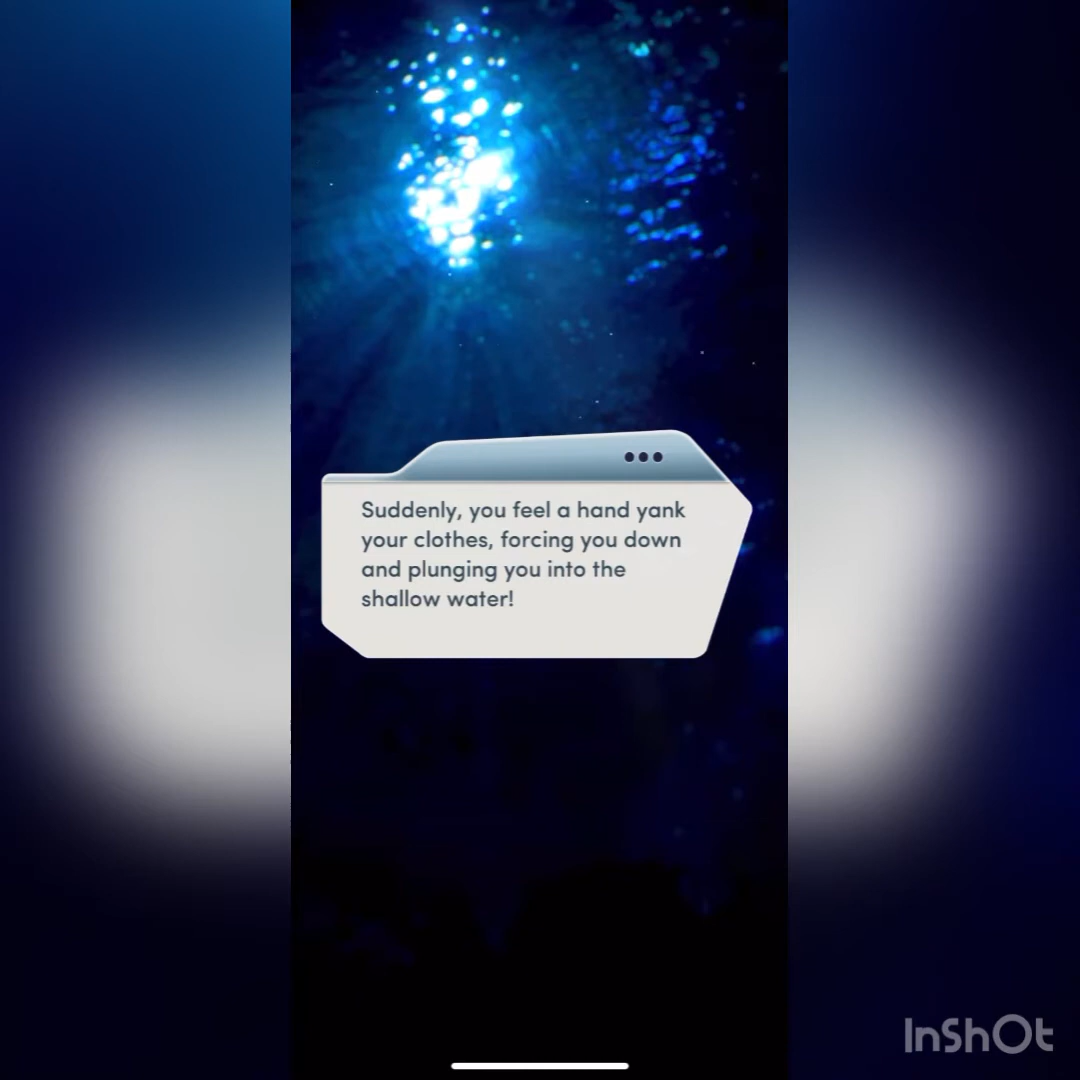 Suddenly, you feel a hand yank
your clothes, forcing you down
and plunging you into the
shallow water!
InShOt